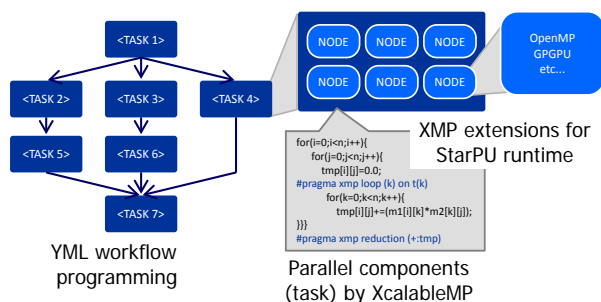 <TASK 1>
<TASK 2>
<TASK 3>
<TASK 4>
<TASK 5>
<TASK 6>
<TASK 7>
YML workflow
programming
NODE NODE NODE
NODE NODE NODE
OpenMP
GPGPU
etc...
XMP extensions for
StarPU runtime
for(i=0;i<n;i++){
for(j=0;j<n;j++){
tmp[i][j]=0.0;
#pragma xmp loop (k) on t(k)
for(k=0;k<n;k++){
tmp[i][j]+=(m1[i][k]*m2[k][j]);
}}}
#pragma xmp reduction (+:tmp)
Parallel components
(task) by XcalableMP